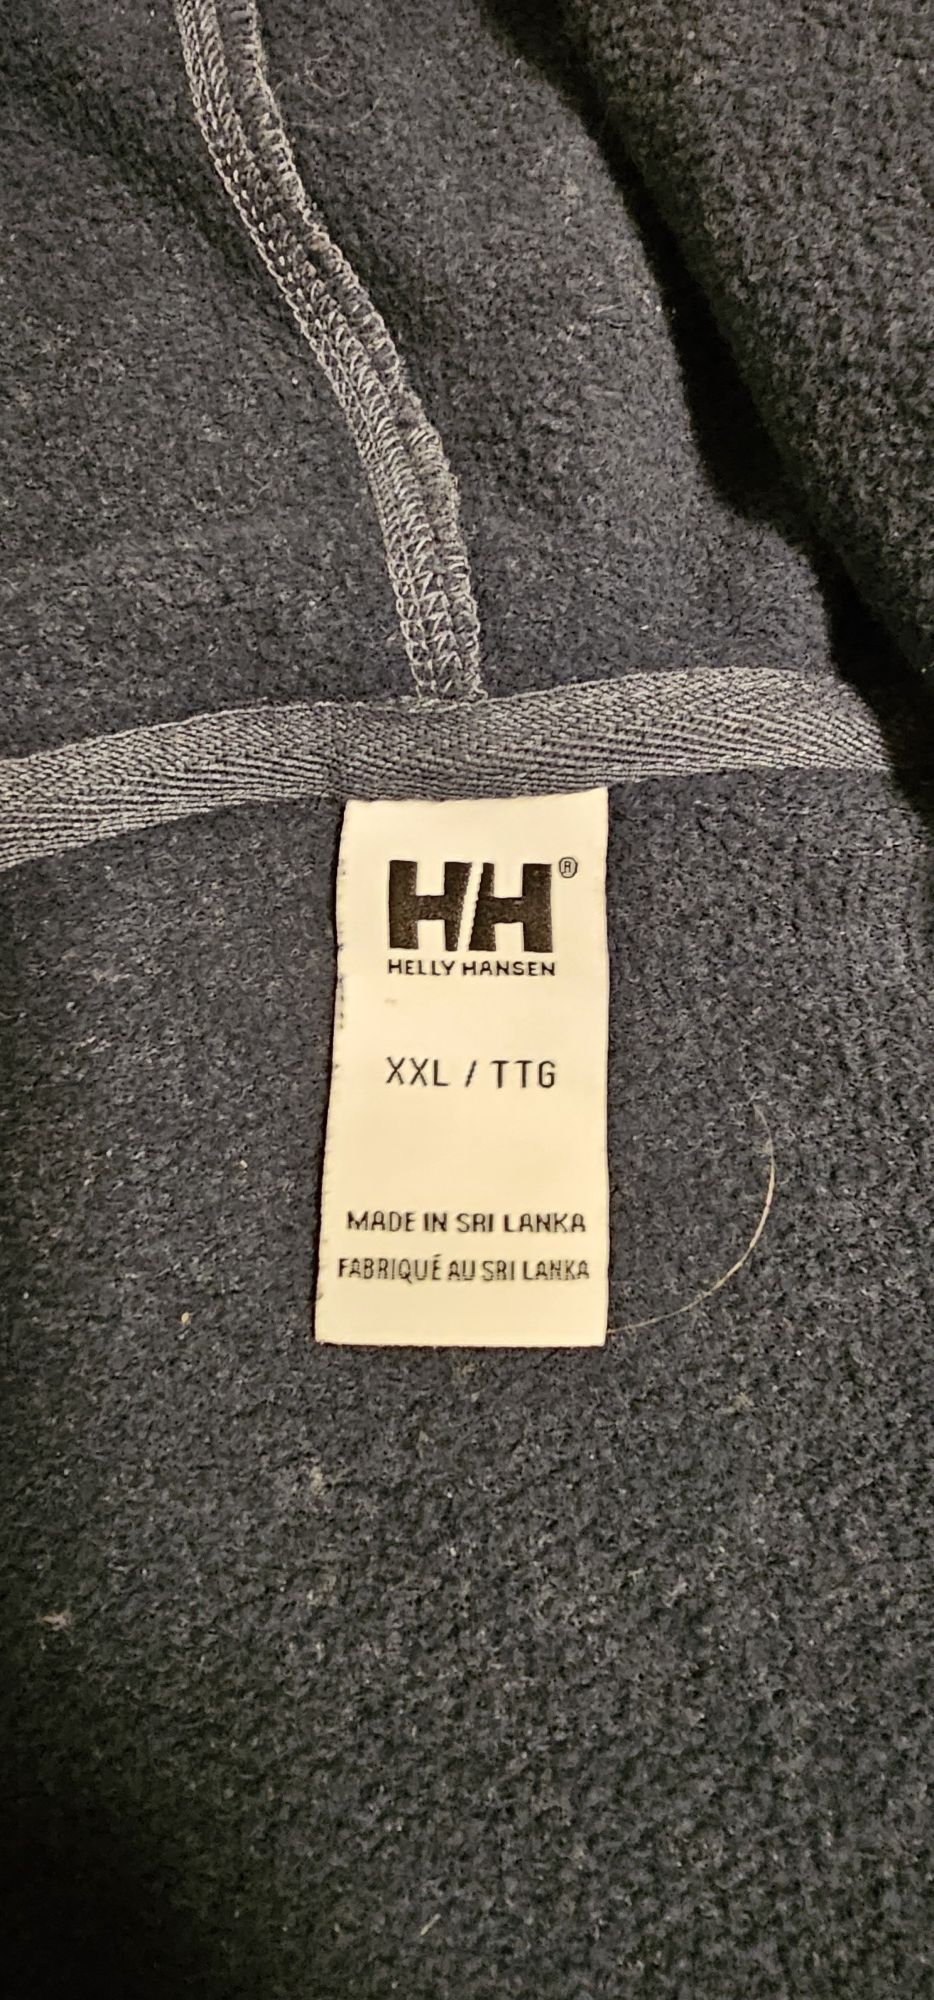 HH®
HELLY HANSEN
XXL / TTG
MADE IN SRI LANKA
FABRIQUÉ AU SRI LANKA